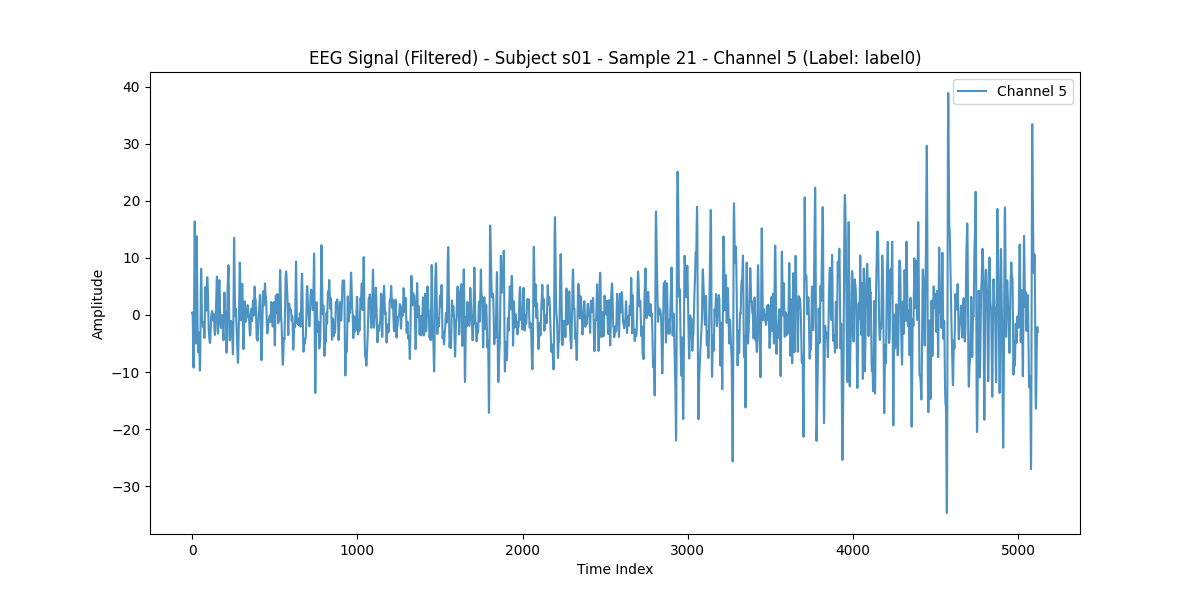 EEG Signal (Filtered) - Subject s01 - Sample 21 - Channel 5 (Label: label0)
Channel 5
40
30
20
10
0
−10
−20
−30
Amplitude
0 1000 2000 3000 4000 5000
Time Index